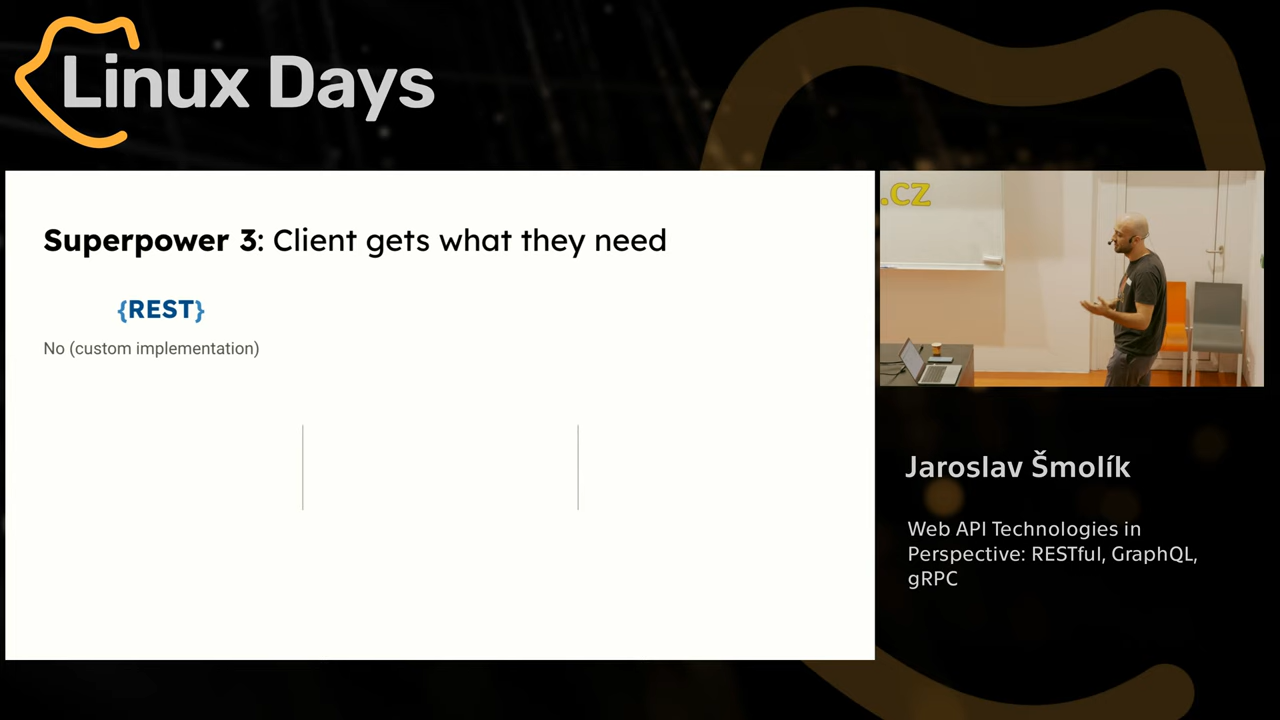 Linux Days
Superpower 3: Client gets what they need
{REST}
No (custom implementation)
.CZ
Jaroslav Šmolík
Web API Technologies in
Perspective: RESTful, GraphQL,
gRPC